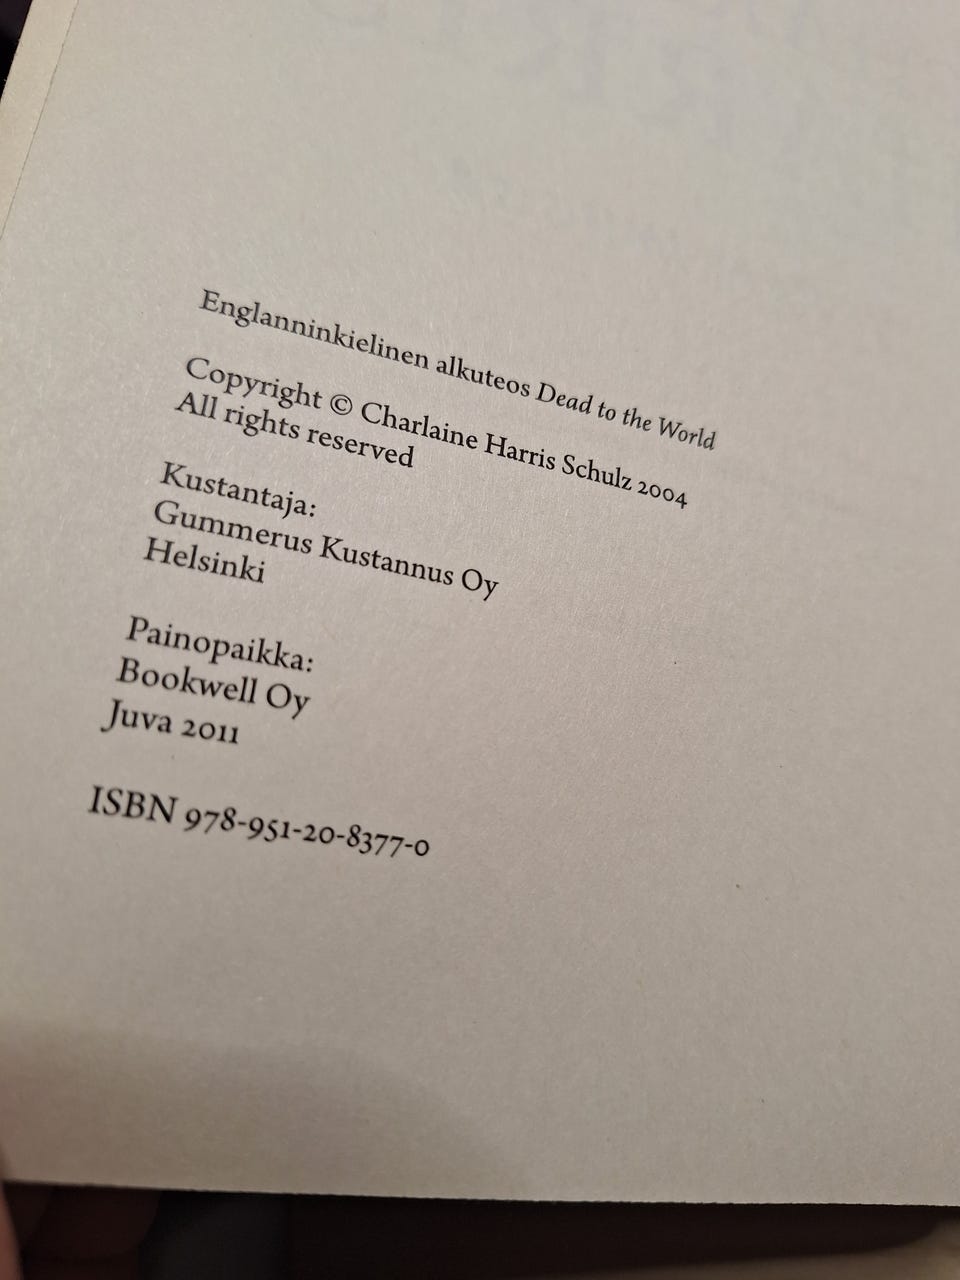 Englanninkielinen alkuteos Dead to the World
Copyright © Charlaine Harris Schulz 2004
All rights reserved
Kustantaja:
Gummerus Kustannus Oy
Helsinki
Painopaikka:
Bookwell Oy
Juva 2011
ISBN 978-951-20-8377-0